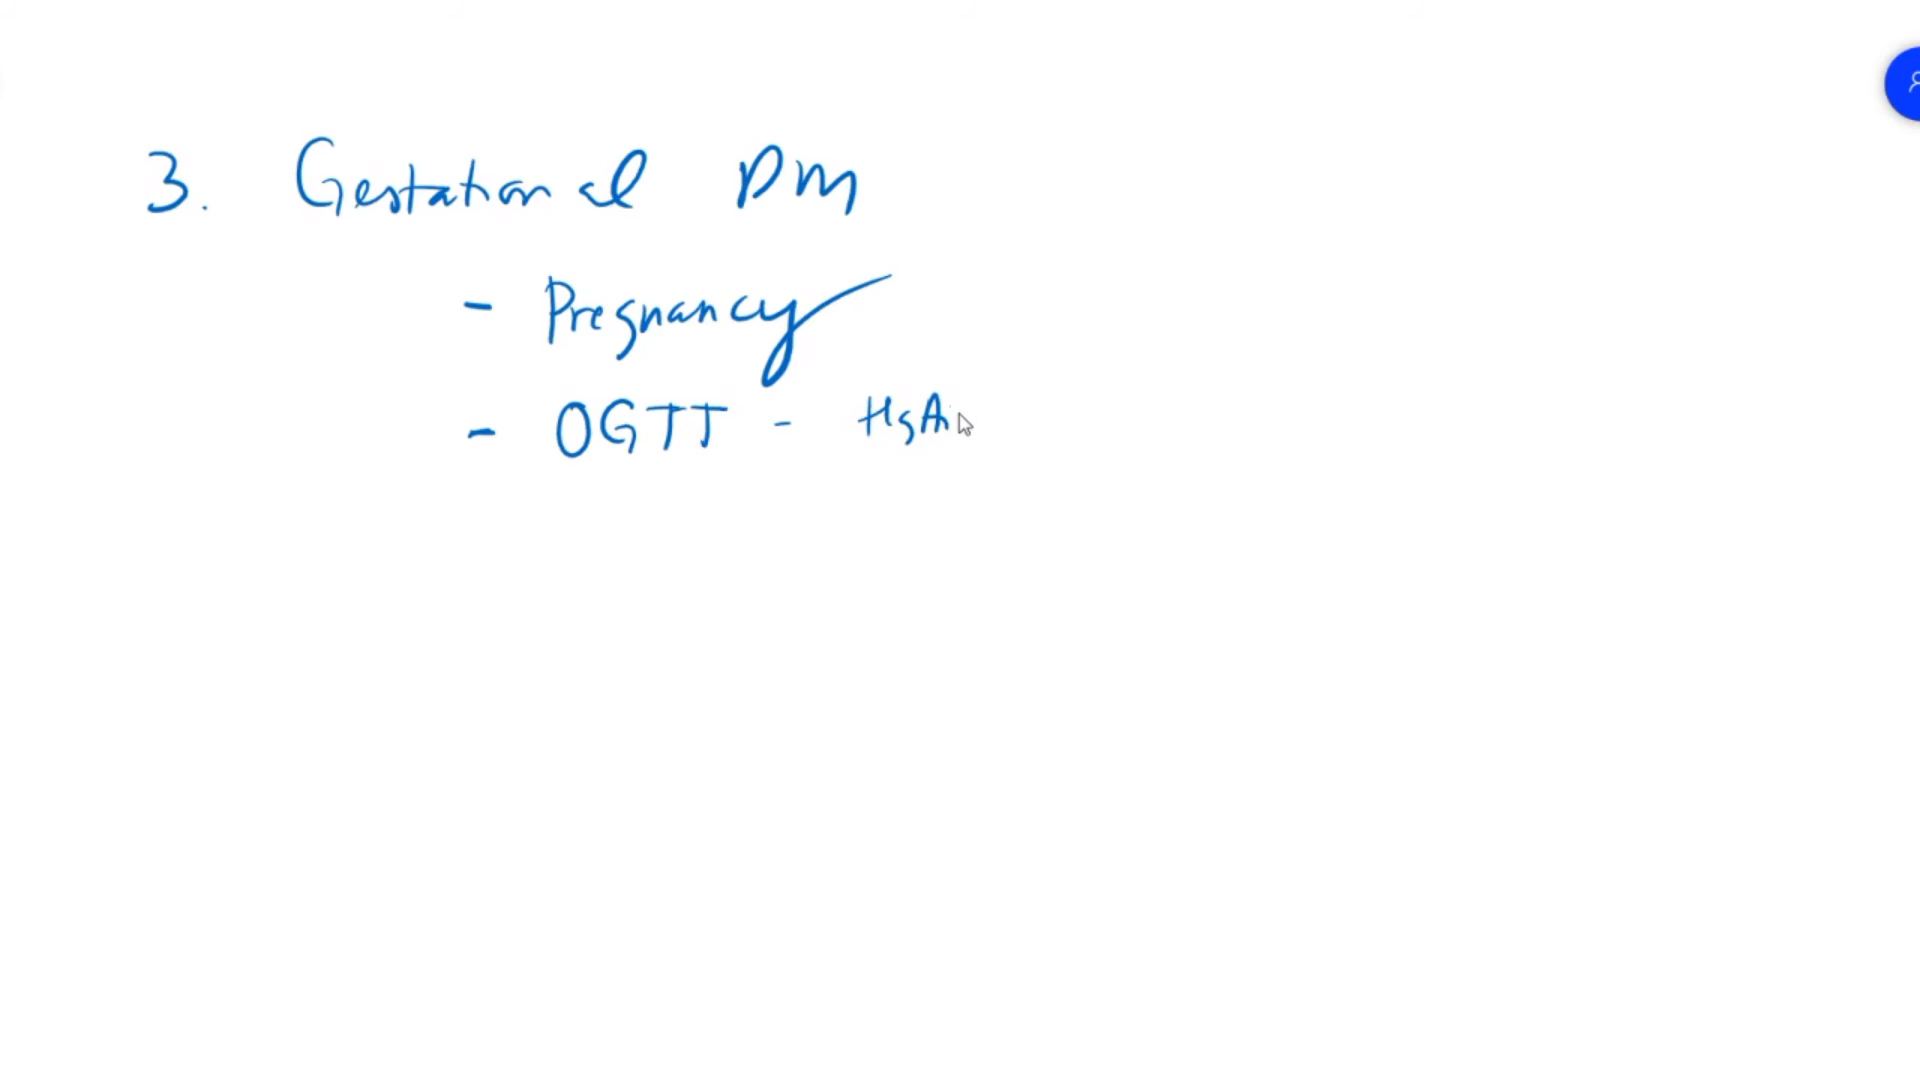 3. Gestational DM
- Pregnancy
- OGTT - HgA